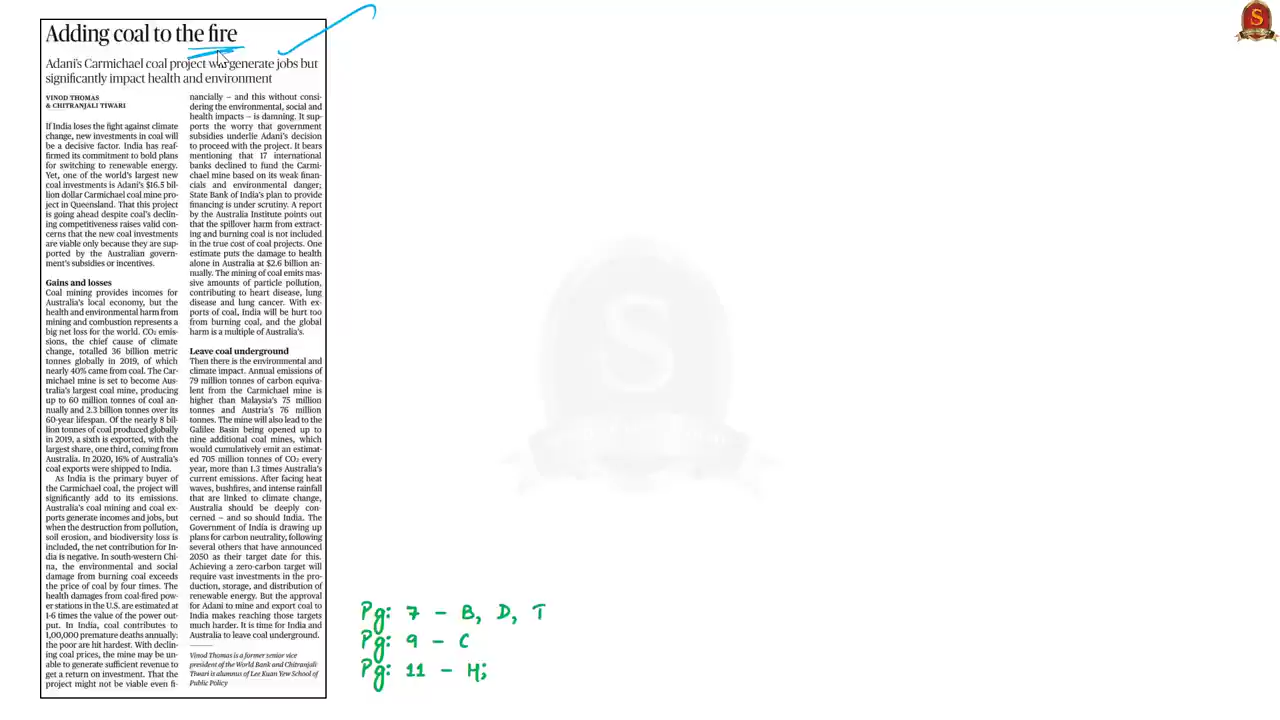 Adding coal to the fire
Adani's Carmichael coal project will generate jobs but
significantly impact health and environment
VINOD THOMAS
& CHITRANJALI TIWARI
If India loses the fight against climate
change, new investments in coal will
be a decisive factor. India has reaf-
firmed its commitment to bold plans
for switching to renewable energy.
Yet, one of the world's largest new
coal investments is Adani's $16.5 bil-
lion dollar Carmichael coal mine pro-
ject in Queensland. That this project
is going ahead despite coal's declin-
ing competitiveness raises valid con-
cerns that the new coal investments
are viable only because they are sup-
ported by the Australian govern-
ment's subsidies or incentives.
Gains and losses
Coal mining provides incomes for
Australia's local economy, but the
health and environmental harm from
mining and combustion represents a
big net loss for the world. CO₂ emis-
sions, the chief cause of climate
change, totalled 36 billion metric
tonnes globally in 2019, of which
nearly 40% came from coal. The Car-
michael mine is set to become Aus-
tralia's largest coal mine, producing
up to 60 million tonnes of coal an-
nually and 2.3 billion tonnes over its
60-year lifespan. Of the nearly 8 bil-
lion tonnes of coal produced globally
in 2019, a sixth is exported, with the
largest share, one third, coming from
Australia. In 2020, 16% of Australia's
coal exports were shipped to India.
As India is the primary buyer of
the Carmichael coal, the project will
significantly add to its emissions.
Australia's coal mining and coal ex-
ports generate incomes and jobs, but
when the destruction from pollution,
soil erosion, and biodiversity loss is
included, the net contribution for In-
dia is negative. In south-western Chi-
na, the environmental and social
damage from burning coal exceeds
the price of coal by four times. The
health damages from coal-fired pow-
er stations in the U.S. are estimated at
1-6 times the value of the power out-
put. In India, coal contributes to
1,00,000 premature deaths annually:
the poor are hit hardest. With declin-
ing coal prices, the mine may be un-
able to generate sufficient revenue to
get a return on investment. That the
project might not be viable even fi-
nancially – and this without consi-
dering the environmental, social and
health impacts – is damning. It sup-
ports the worry that government
subsidies underlie Adani's decision
to proceed with the project. It bears
mentioning that 17 international
banks declined to fund the Carmi-
chael mine based on its weak finan-
cials and environmental danger;
State Bank of India's plan to provide
financing is under scrutiny. A report
by the Australia Institute points out
that the spillover harm from extract-
ing and burning coal is not included
in the true cost of coal projects. One
estimate puts the damage to health
alone in Australia at $2.6 billion an-
nually. The mining of coal emits mas-
sive amounts of particle pollution,
contributing to heart disease, lung
disease and lung cancer. With ex-
ports of coal, India will be hurt too
from burning coal, and the global
harm is a multiple of Australia's.
Leave coal underground
Then there is the environmental and
climate impact. Annual emissions of
79 million tonnes of carbon equiva-
lent from the Carmichael mine is
higher than Malaysia's 75 million
tonnes and Austria's 76 million
tonnes. The mine will also lead to the
Galilee Basin being opened up to
nine additional coal mines, which
would cumulatively emit an estimat-
ed 705 million tonnes of CO₂ every
year, more than 1.3 times Australia's
current emissions. After facing heat
waves, bushfires, and intense rainfall
that are linked to climate change,
Australia should be deeply con-
cerned – and so should India. The
Government of India is drawing up
plans for carbon neutrality, following
several others that have announced
2050 as their target date for this.
Achieving a zero-carbon target will
require vast investments in the pro-
duction, storage, and distribution of
renewable energy. But the approval
for Adani to mine and export coal to
India makes reaching those targets
much harder. It is time for India and
Australia to leave coal underground.
Vinod Thomas is a former senior vice
president of the World Bank and Chitranjali
Tiwari is alumnus of Lee Kuan Yew School of
Public Policy
Pg: 7 - B, D, T
Pg: 9 - C
Pg: 11 - H;
S
S